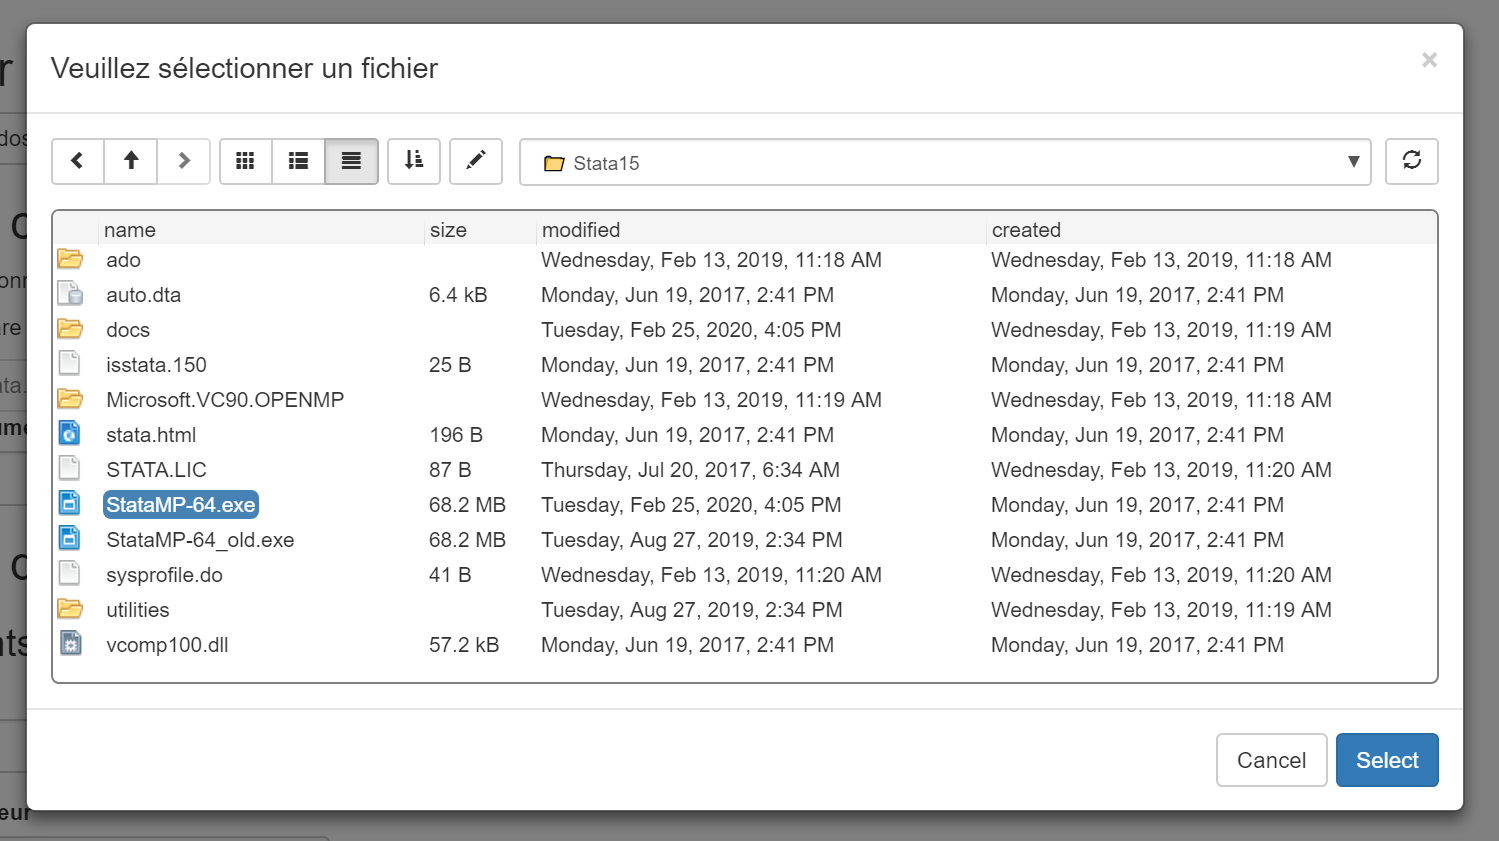 Veuillez sélectionner un fichier
×
Stata15
name size modified created
ado Wednesday, Feb 13, 2019, 11:18 AM Wednesday, Feb 13, 2019, 11:18 AM
auto.dta 6.4 kB Monday, Jun 19, 2017, 2:41 PM Monday, Jun 19, 2017, 2:41 PM
docs Tuesday, Feb 25, 2020, 4:05 PM Wednesday, Feb 13, 2019, 11:19 AM
isstata.150 25 B Monday, Jun 19, 2017, 2:41 PM Monday, Jun 19, 2017, 2:41 PM
Microsoft.VC90.OPENMP Wednesday, Feb 13, 2019, 11:19 AM Wednesday, Feb 13, 2019, 11:18 AM
stata.html 196 B Monday, Jun 19, 2017, 2:41 PM Monday, Jun 19, 2017, 2:41 PM
STATA.LIC 87 B Thursday, Jul 20, 2017, 6:34 AM Wednesday, Feb 13, 2019, 11:20 AM
StataMP-64.exe 68.2 MB Tuesday, Feb 25, 2020, 4:05 PM Monday, Jun 19, 2017, 2:41 PM
StataMP-64_old.exe 68.2 MB Tuesday, Aug 27, 2019, 2:34 PM Monday, Jun 19, 2017, 2:41 PM
sysprofile.do 41 B Wednesday, Feb 13, 2019, 11:20 AM Wednesday, Feb 13, 2019, 11:20 AM
utilities Tuesday, Aug 27, 2019, 2:34 PM Wednesday, Feb 13, 2019, 11:19 AM
vcomp100.dll 57.2 kB Monday, Jun 19, 2017, 2:41 PM Monday, Jun 19, 2017, 2:41 PM
Cancel Select